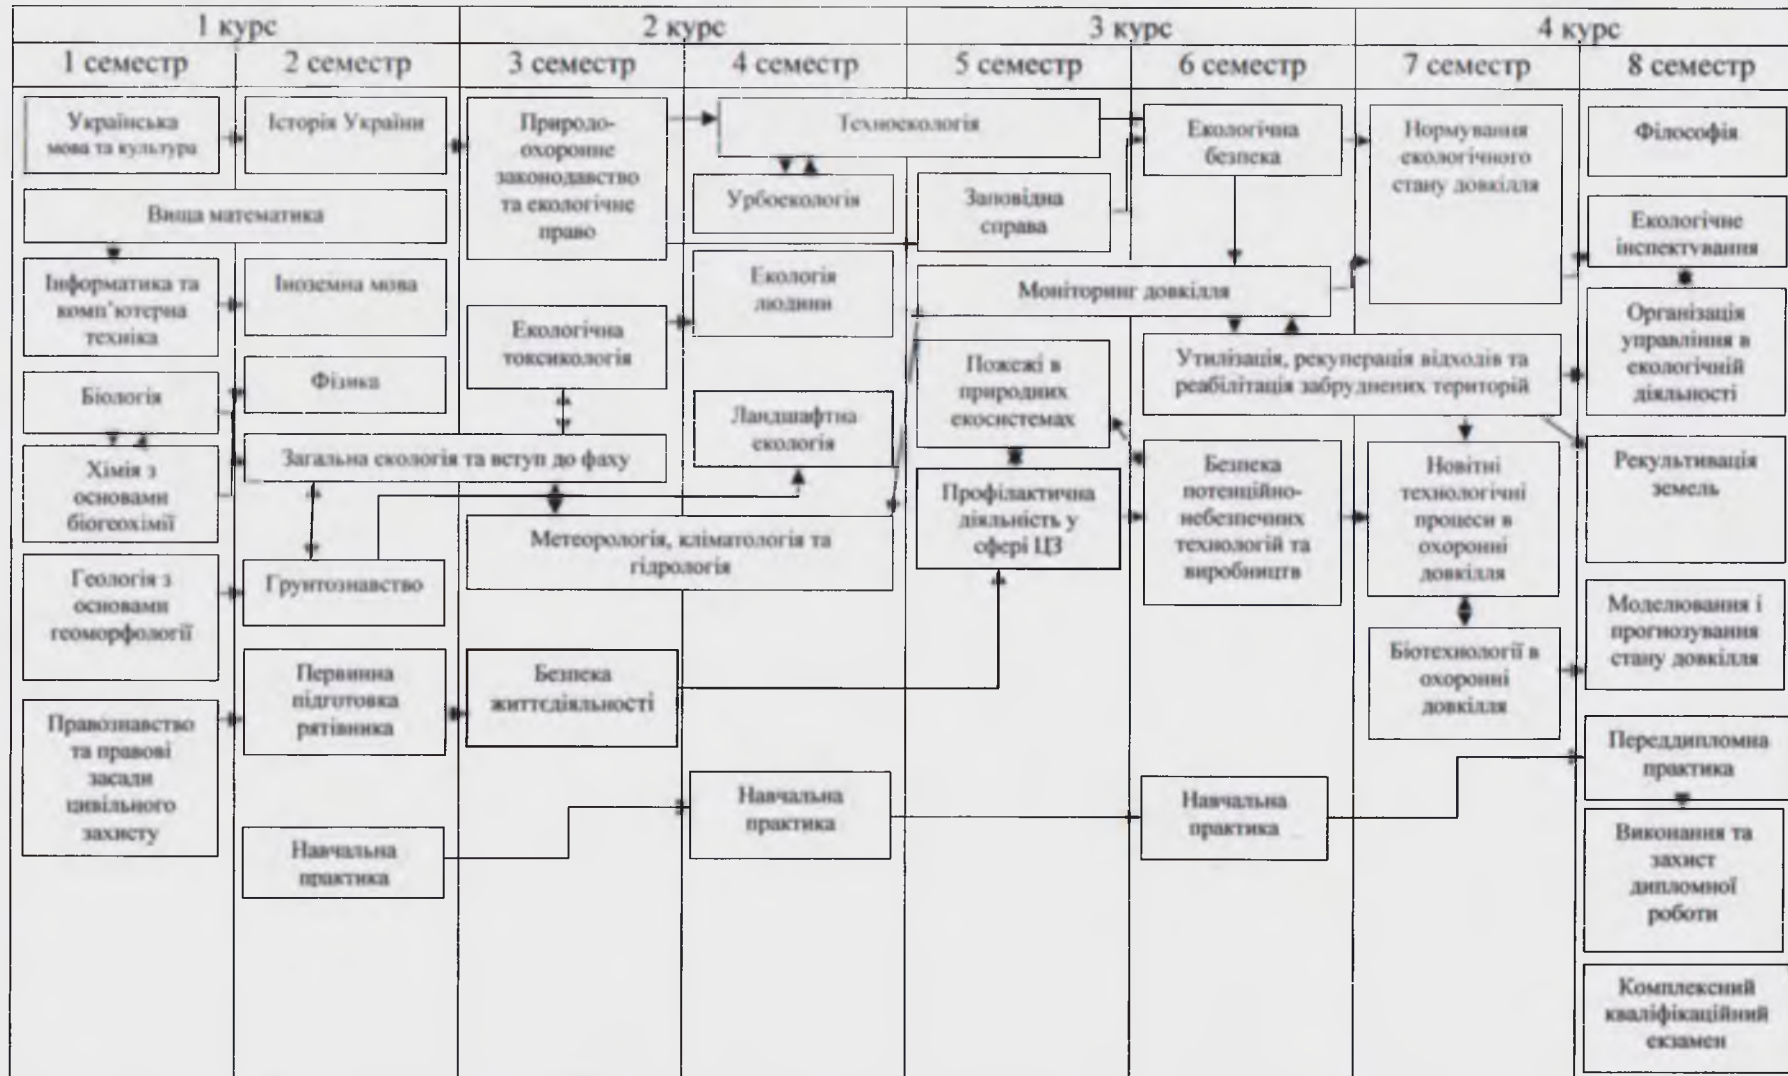 1 курс
2 курс
3 курс
4 курс
1 семестр
2 семестр
3 семестр
4 семестр
5 семестр
6 семестр
7 семестр
8 семестр
Українська
мова та культура
Вища математика
Інформатика та
комп’ютерна
техніка
Біологія
Хімія з
основами
біогеохімії
Геологія з
основами
геоморфології
Правознавство
та правові
засади
цивільного
захисту
Історія України
Іноземна мова
Фізика
Загальна екологія та вступ до фаху
Грунтознавство
Первинна
підготовка
рятівника
Навчальна
практика
Природо-
охоронне
законодавство
та екологічне
право
Екологічна
токсикологія
Метеорологія, кліматологія та
гідрологія
Безпека
життєдіяльності
Техноекологія
Урбоекологія
Екологія
людини
Ландшафтна
екологія
Навчальна
практика
Заповідна
справа
Моніторинг довкілля
Пожежі в
природних
екосистемах
Профілактична
діяльність у
сфері ЦЗ
Екологічна
безпека
Утилізація, рекуперація відходів та
реабілітація забруднених територій
Безпека
потенційно-
небезпечних
технологій та
виробництв
Навчальна
практика
Нормування
екологічного
стану довкілля
Новітні
технологічні
процеси в
охоронні
довкілля
Біотехнології в
охоронні
довкілля
Філософія
Екологічне
інспектування
Організація
управління в
екологічній
діяльності
Рекультивація
земель
Моделювання і
прогнозування
стану довкілля
Переддипломна
практика
Виконання та
захист
дипломної
роботи
Комплексний
кваліфікаційний
екзамен